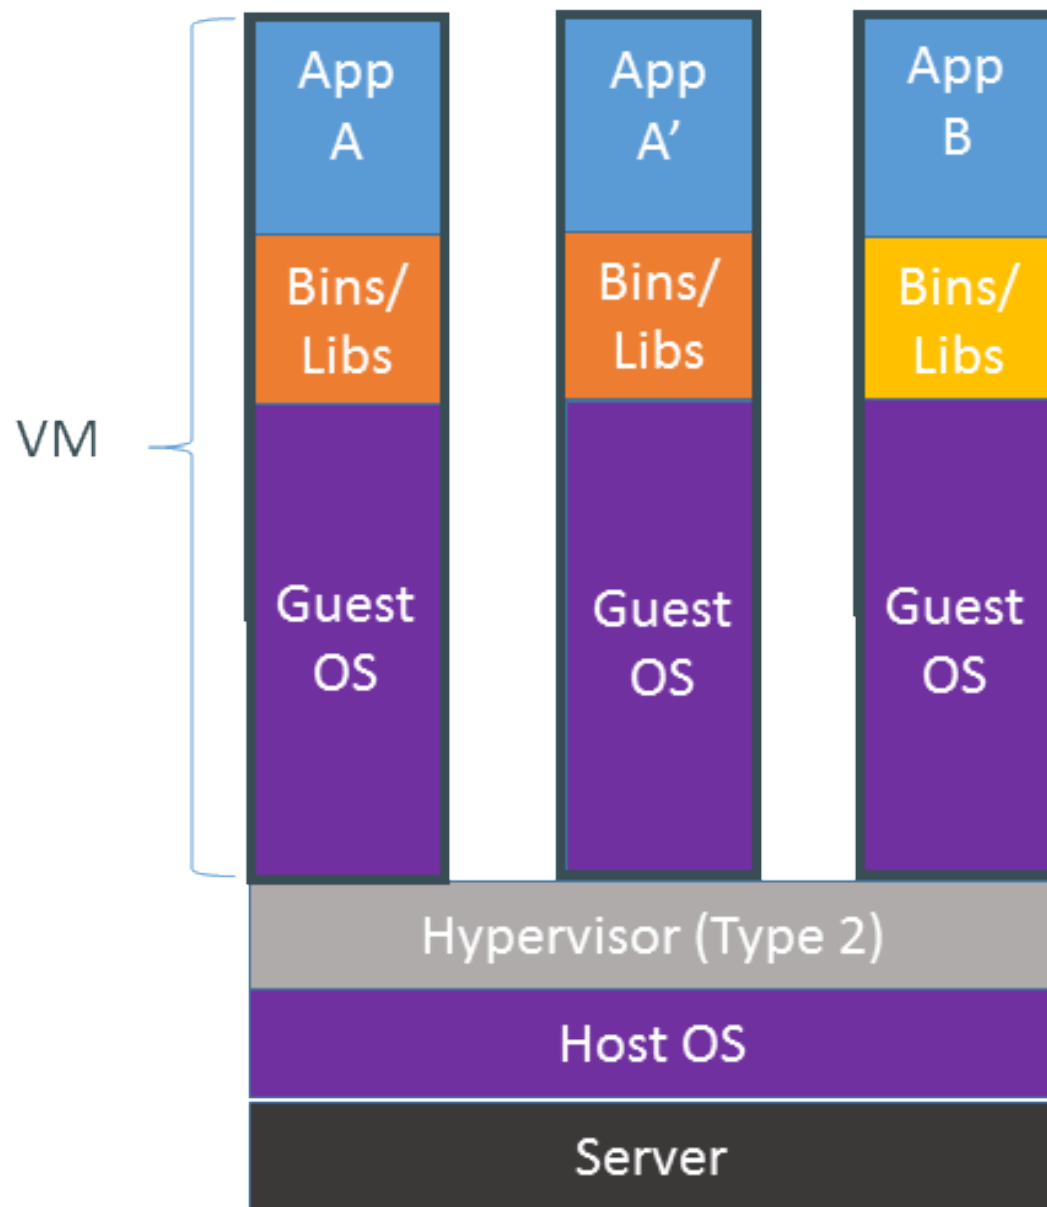 App
A
App
A’
App
B
Bins/
Libs
Bins/
Libs
Bins/
Libs
VM
Guest
OS
Guest
OS
Guest
OS
Hypervisor (Type 2)
Host OS
Server